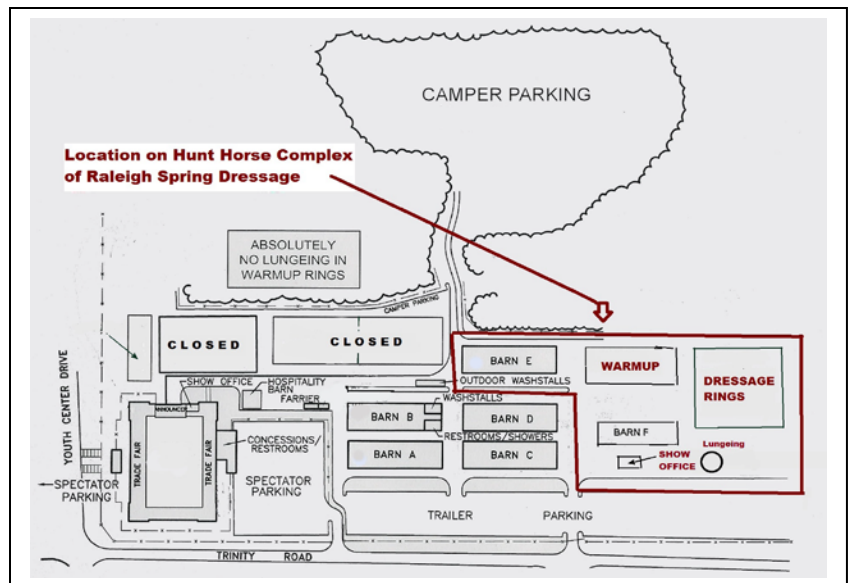 CAMPER PARKING
Location on Hunt Horse Complex
of Raleigh Spring Dressage
ABSOLUTELY
NO LUNGEING IN
WARMUP RINGS
CAMPER PARKING
CLOSED
CLOSED
BARN E
WARMUP
DRESSAGE
RINGS
OUTDOOR WASHSTALLS
SHOW OFFICE
HOSPITALITY
BARN
FARRIER
WASHSTALLS
ANNOUNCER
BARN B
BARN D
BARN F
RESTROOMS/SHOWERS
CONCESSIONS/
RESTROOMS
Lungeing
YOUTH CENTER DRIVE
TRADE FAIR
TRADE FAIR
BARN A
BARN C
SHOW
OFFICE
SPECTATOR
PARKING
SPECTATOR
PARKING
TRAILER PARKING
TRINITY ROAD